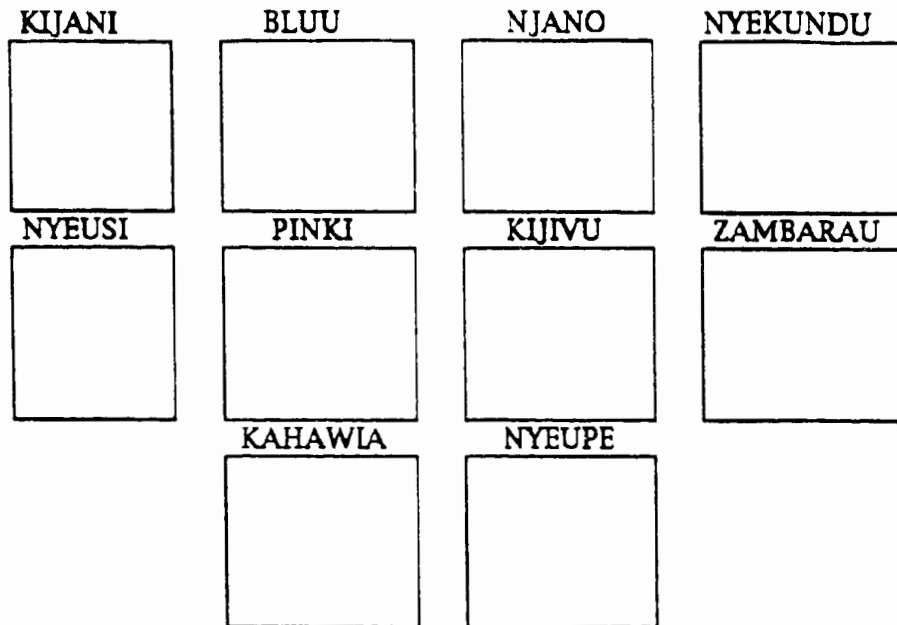 KIJANI BLUU NJANO NYEKUNDU
NYEUSI PINKI KIJIVU ZAMBARAU
KAHAWIA NYEUPE